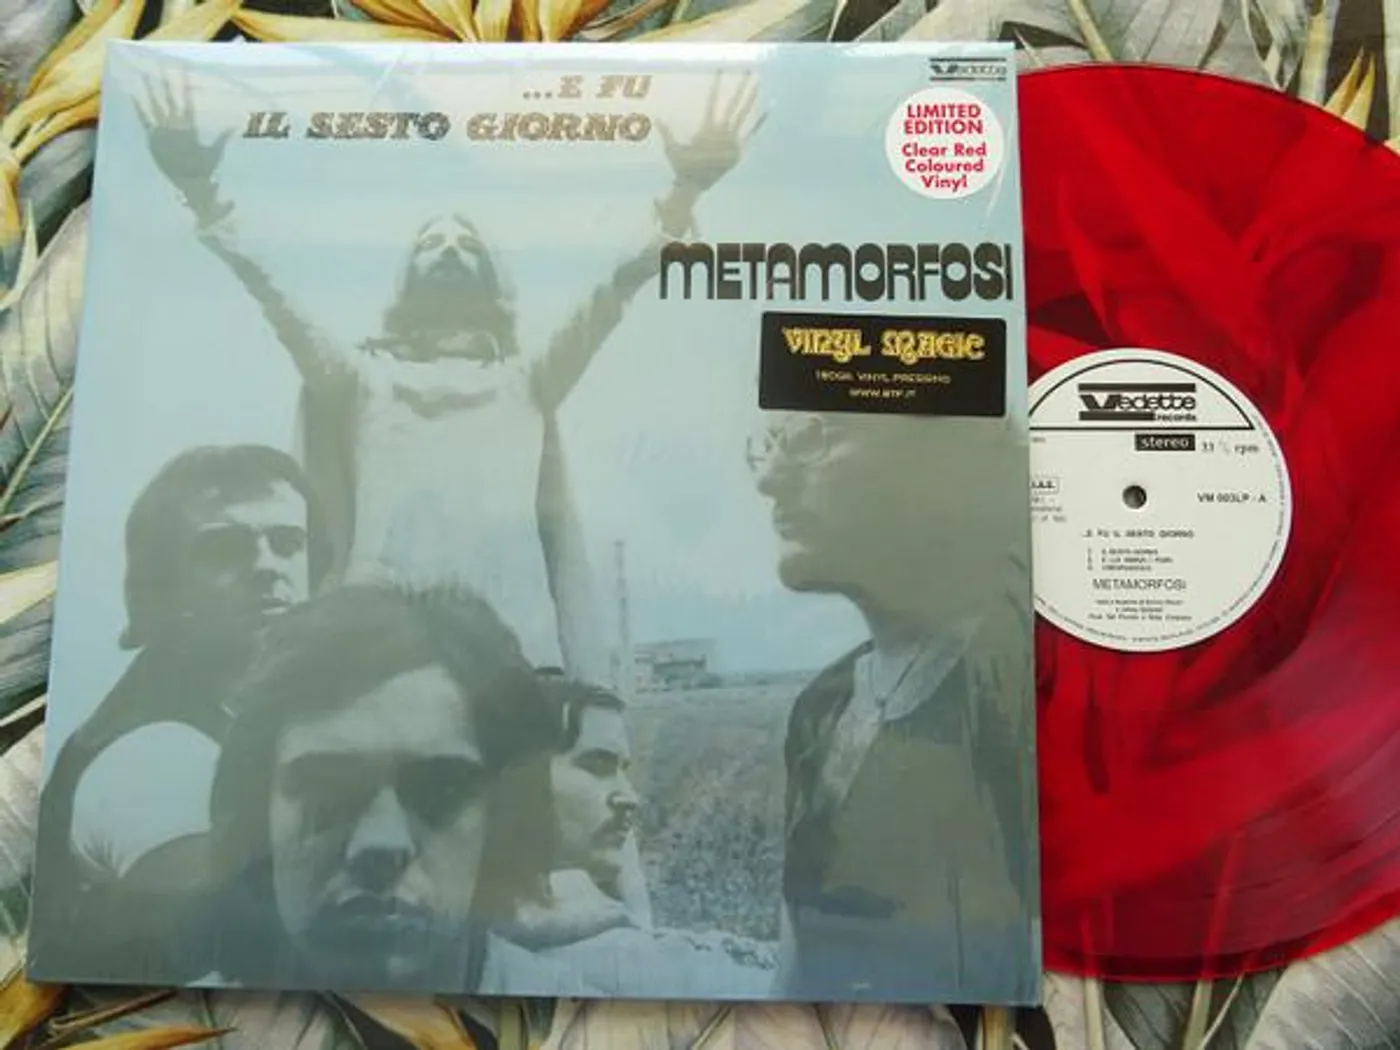 ...E FU
IL SESTO GIORNO
Vedette
LIMITED
EDITION
Clear Red
Coloured
Vinyl
METAMORFOSI
VINYL MAGIC
180GR. VINYL PRESSING
WWW.BTF.IT
Vedette
records
stereo 33 1/3 rpm
VM 003LP - A
...E FU IL SESTO GIORNO
METAMORFOSI